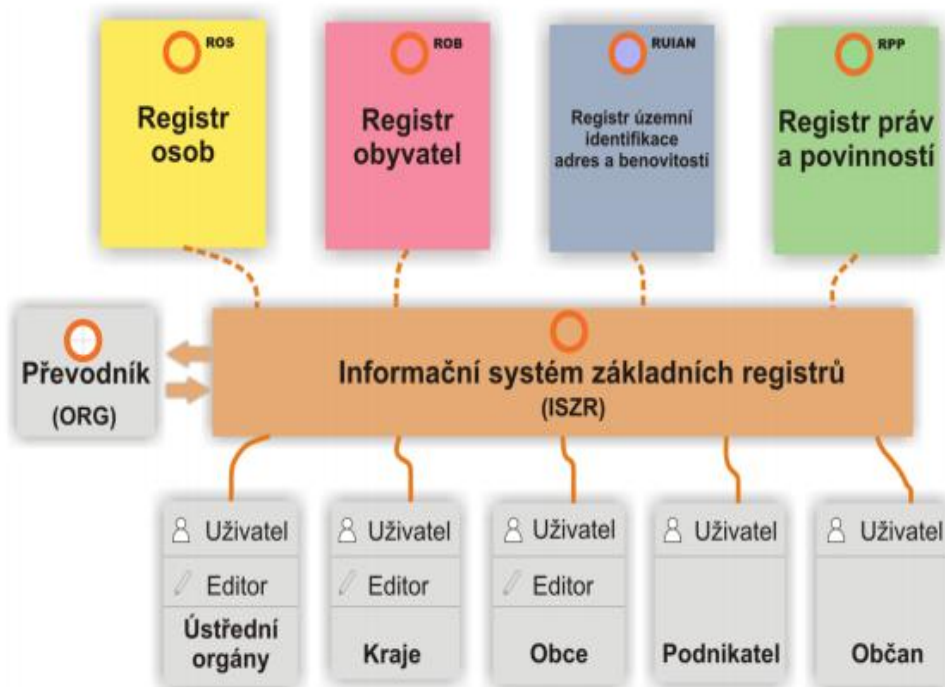 ROS
Registr
osob
ROB
Registr
obyvatel
RUIAN
Registr územní
identifikace
adres a benovitostí
RPP
Registr práv
a povinností
Převodník
(ORG)
Informační systém základních registrů
(ISZR)
Uživatel
Editor
Ústřední
orgány
Uživatel
Editor
Kraje
Uživatel
Editor
Obce
Uživatel
Podnikatel
Uživatel
Občan